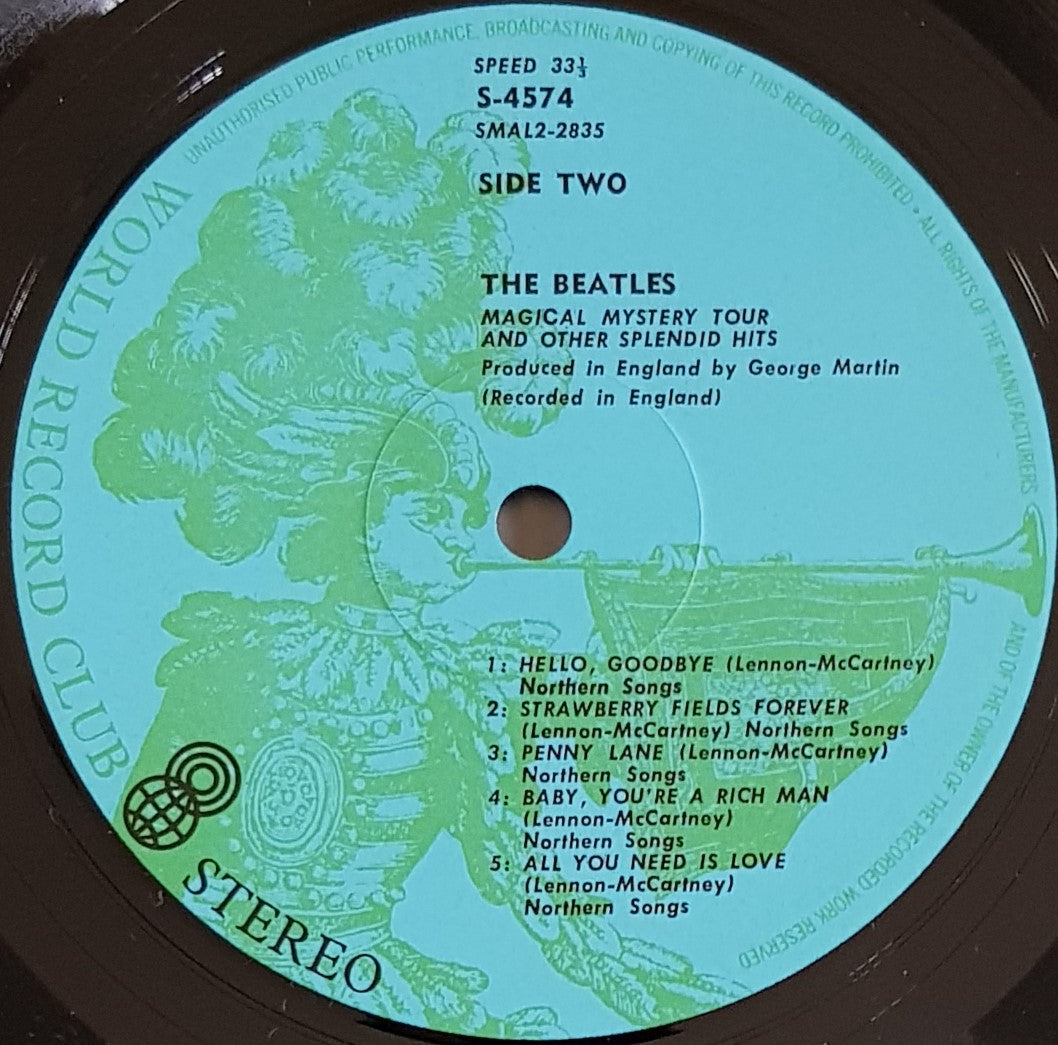 UNAUTHORISED PUBLIC PERFORMANCE, BROADCASTING AND COPYING OF THIS RECORD PROHIBITED • ALL RIGHTS OF THE MANUFACTURERS AND OF THE OWNER OF THE RECORDED WORK RESERVED
SPEED 33⅓
S-4574
SMAL2-2835
SIDE TWO
THE BEATLES
MAGICAL MYSTERY TOUR
AND OTHER SPLENDID HITS
Produced in England by George Martin
(Recorded in England)
1: HELLO, GOODBYE (Lennon-McCartney)
Northern Songs
2: STRAWBERRY FIELDS FOREVER
(Lennon-McCartney) Northern Songs
3: PENNY LANE (Lennon-McCartney)
Northern Songs
4: BABY, YOU'RE A RICH MAN
(Lennon-McCartney)
Northern Songs
5: ALL YOU NEED IS LOVE
(Lennon-McCartney)
Northern Songs
WORLD RECORD CLUB
STEREO